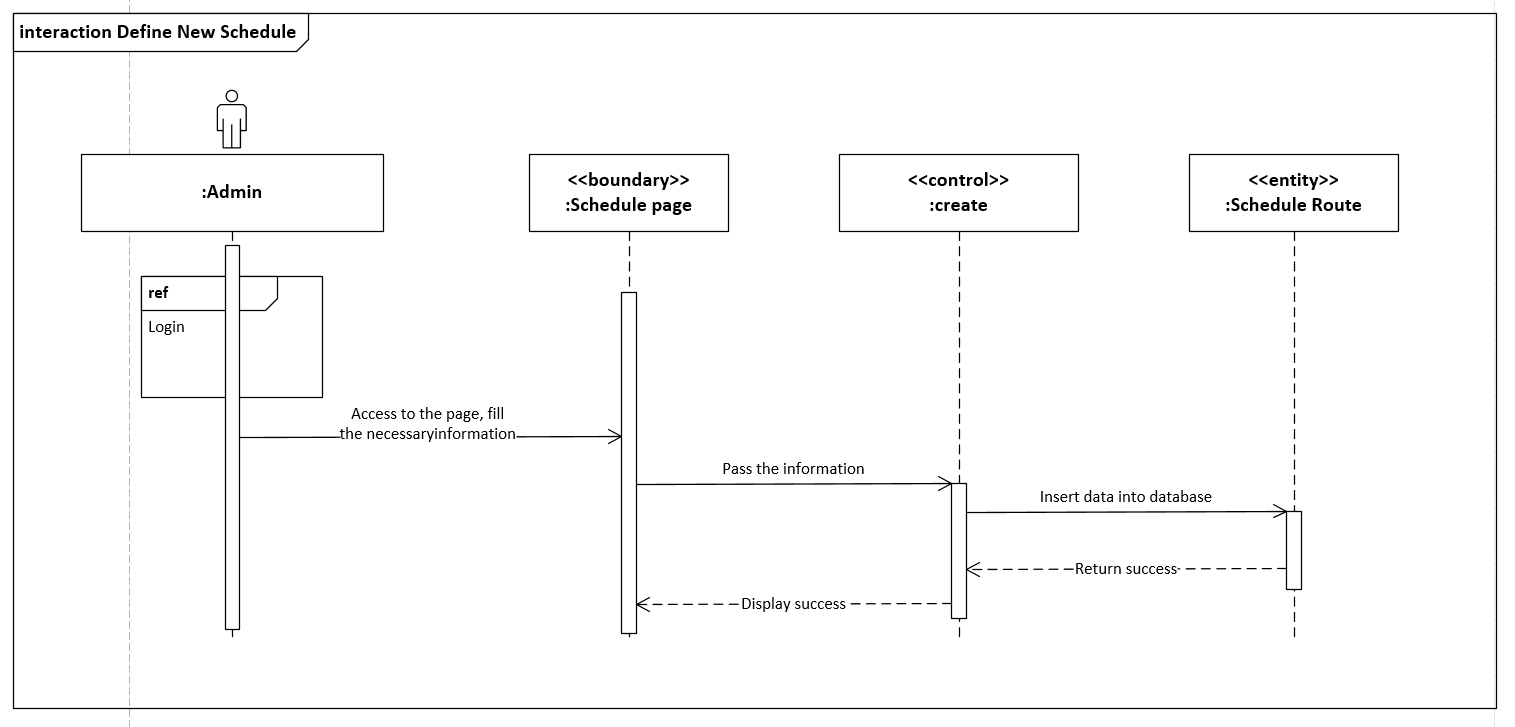 interaction Define New Schedule
:Admin
<<boundary>>
:Schedule page
<<control>>
:create
<<entity>>
:Schedule Route
ref
Login
Access to the page, fill
the necessaryinformation
Pass the information
Insert data into database
Return success
Display success